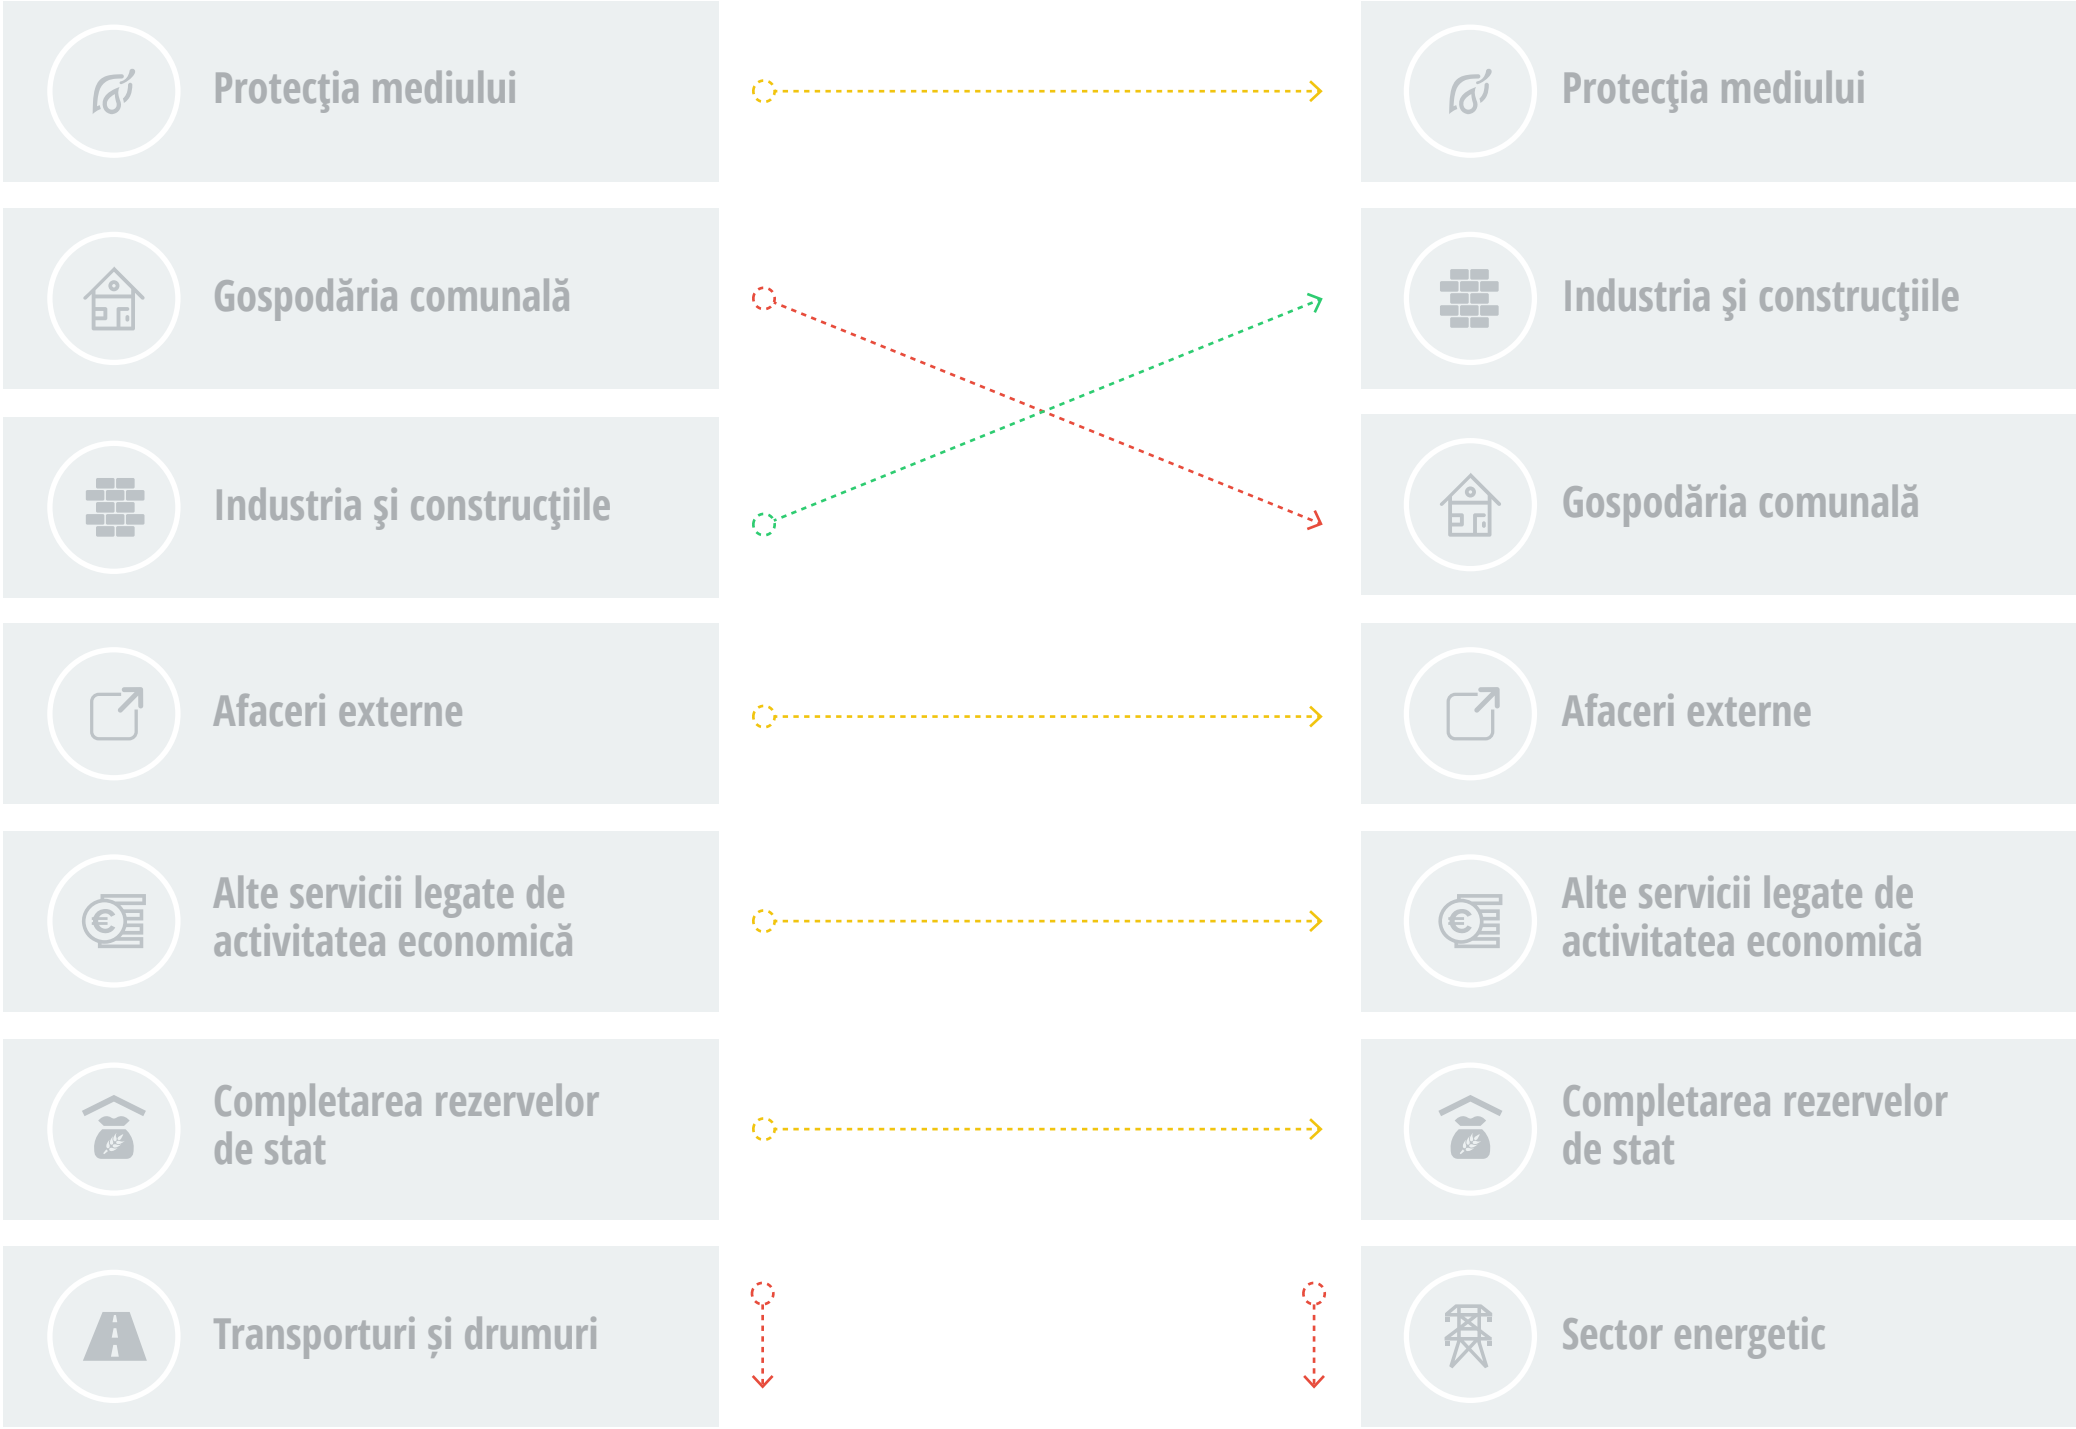 Protecţia mediului
Protecţia mediului
Gospodăria comunală
Industria şi construcţiile
Industria şi construcţiile
Gospodăria comunală
Afaceri externe
Afaceri externe
Alte servicii legate de
activitatea economică
Alte servicii legate de
activitatea economică
Completarea rezervelor
de stat
Completarea rezervelor
de stat
Transporturi și drumuri
Sector energetic